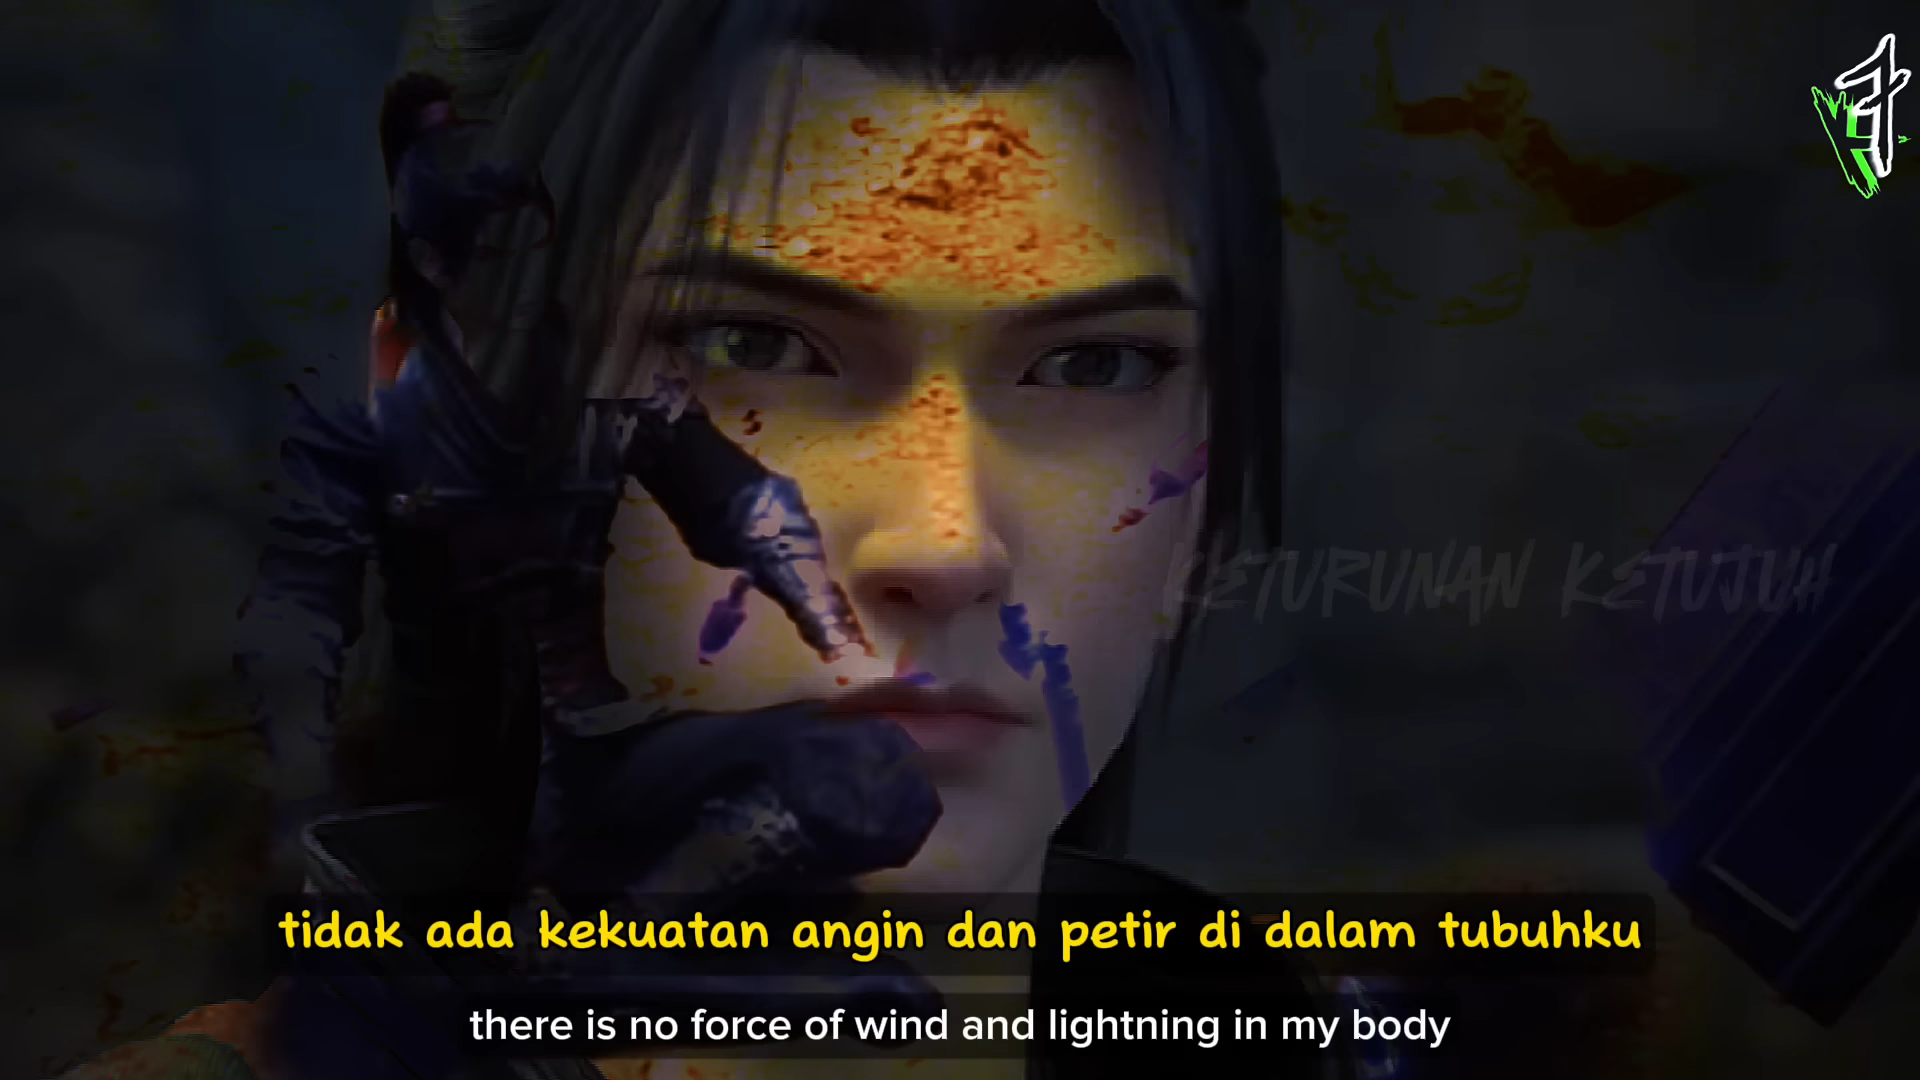 KETURUNAN KETUJUH
tidak ada kekuatan angin dan petir di dalam tubuhku
there is no force of wind and lightning in my body